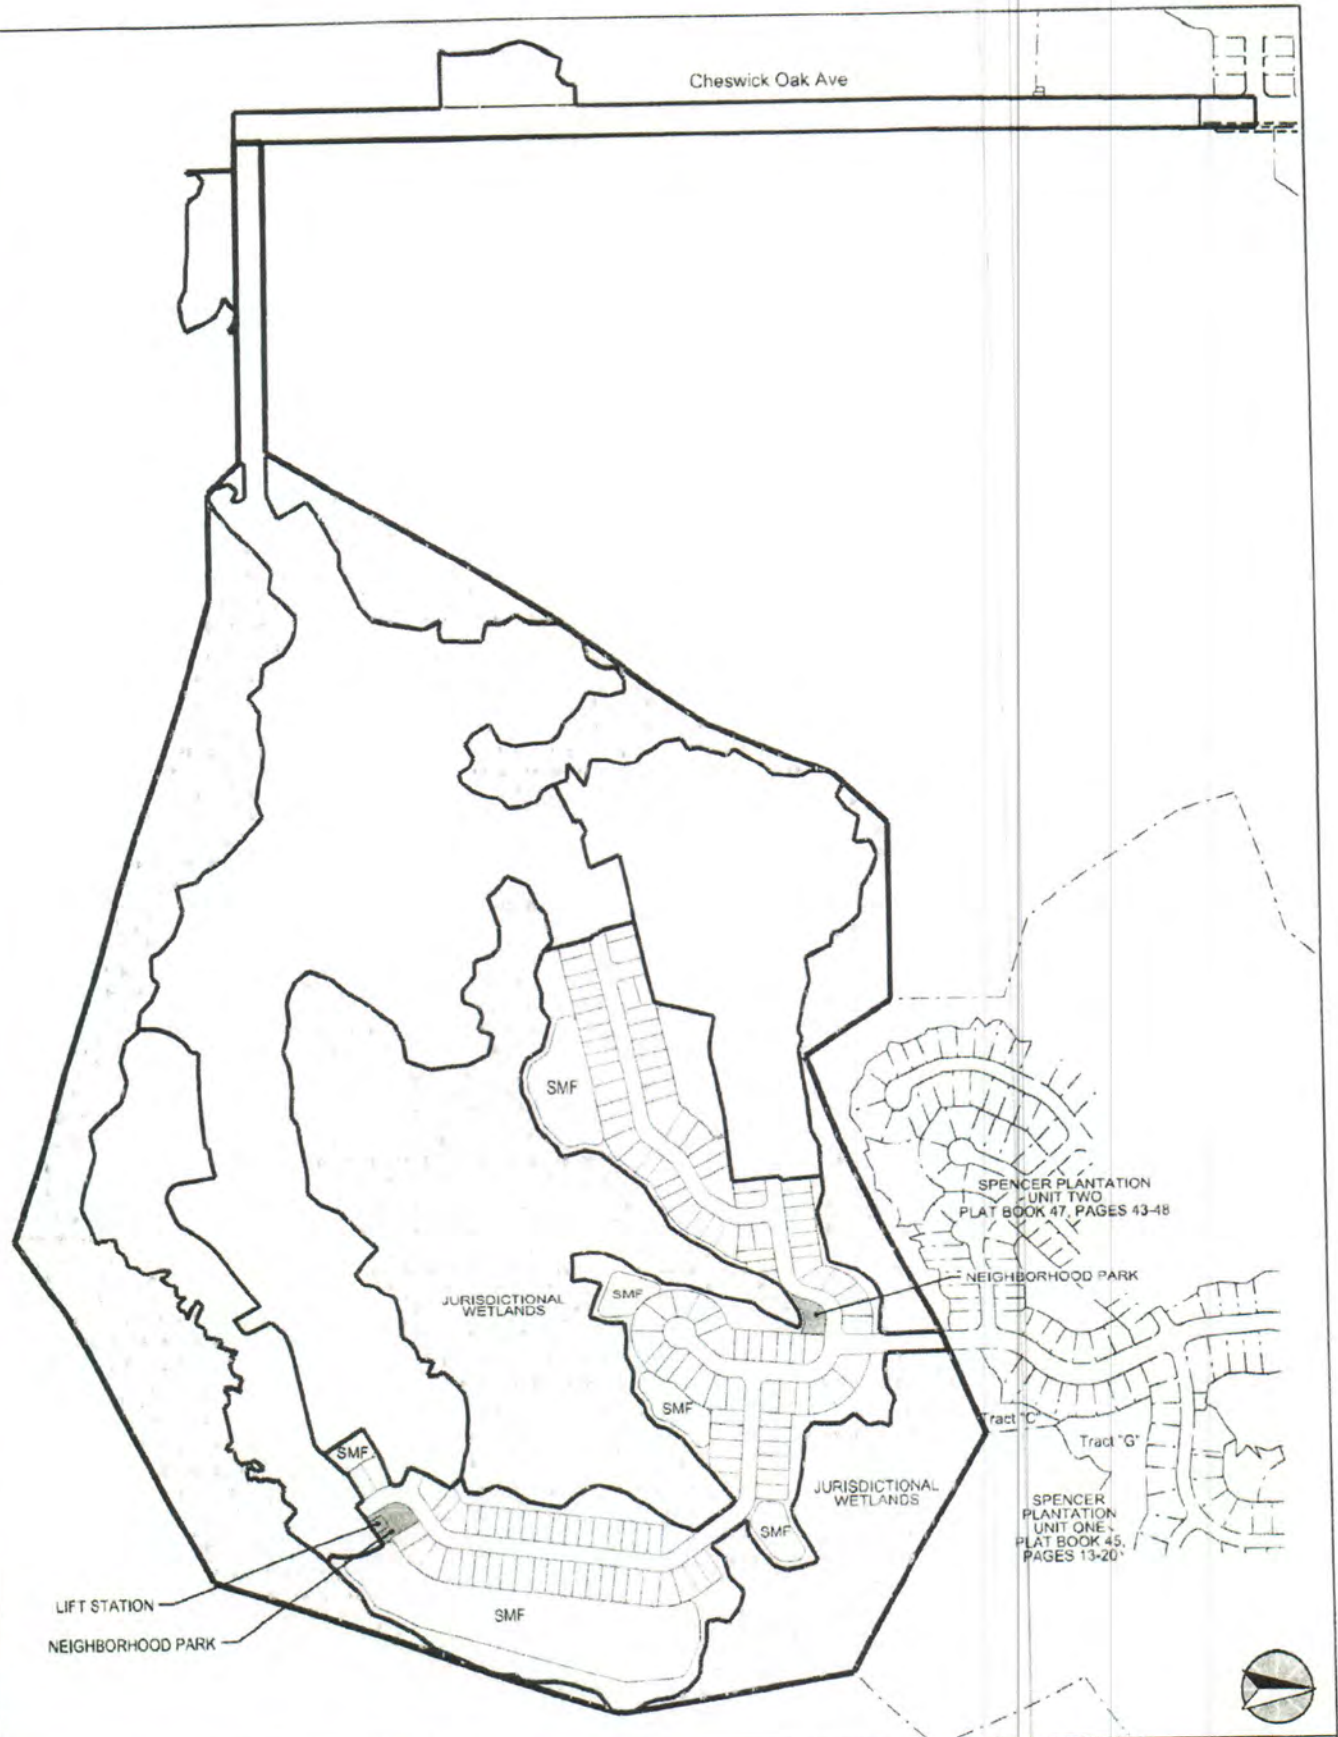 Cheswick Oak Ave
SMF
SPENCER PLANTATION
UNIT TWO
PLAT BOOK 47, PAGES 43-48
NEIGHBORHOOD PARK
JURISDICTIONAL
WETLANDS
SMF
SMF
Tract "C"
Tract "G"
SMF
JURISDICTIONAL
WETLANDS
SPENCER
PLANTATION
UNIT ONE
PLAT BOOK 45,
PAGES 13-20
SMF
LIFT STATION
SMF
NEIGHBORHOOD PARK